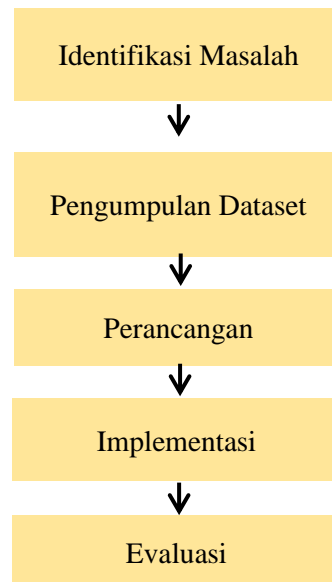 Identifikasi Masalah
Pengumpulan Dataset
Perancangan
Implementasi
Evaluasi